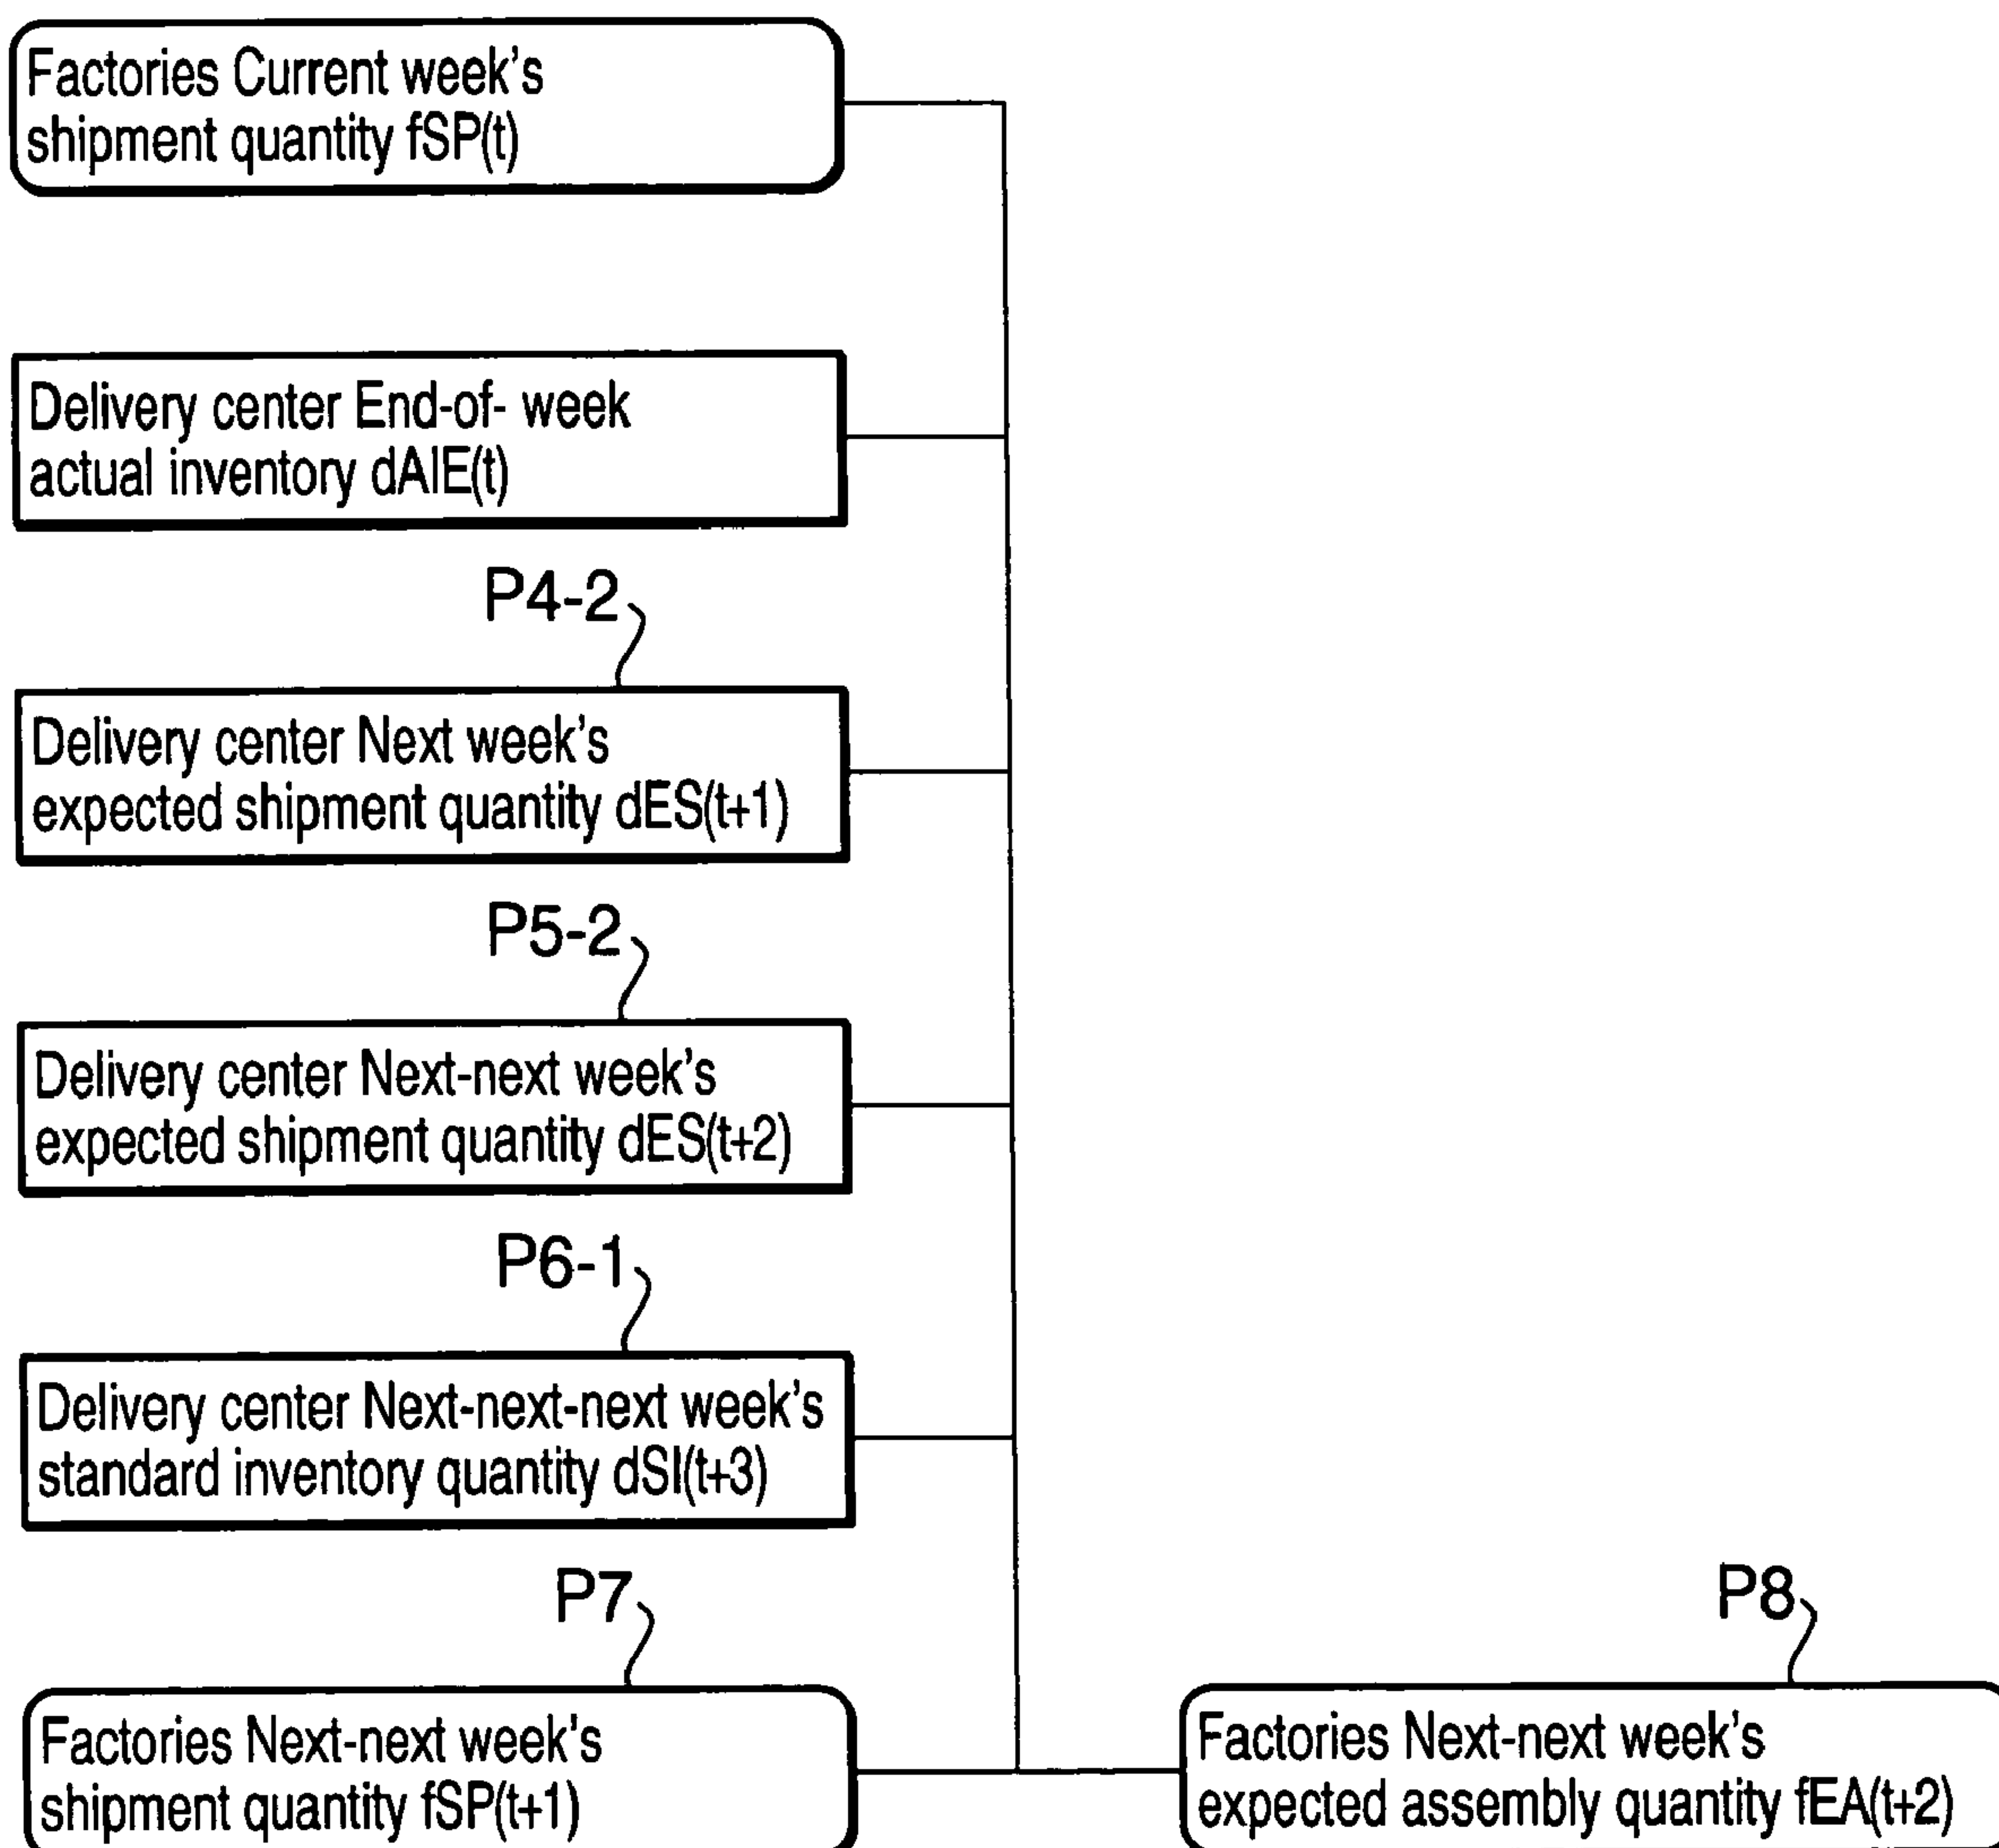 Factories Current week's
shipment quantity fSP(t)
Delivery center End-of- week
actual inventory dAIE(t)
P4-2
Delivery center Next week's
expected shipment quantity dES(t+1)
P5-2
Delivery center Next-next week's
expected shipment quantity dES(t+2)
P6-1
Delivery center Next-next-next week's
standard inventory quantity dSI(t+3)
P7
Factories Next-next week's
shipment quantity fSP(t+1)
P8
Factories Next-next week's
expected assembly quantity fEA(t+2)